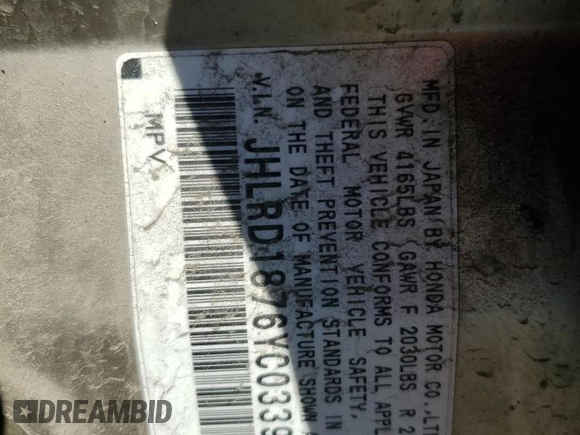 MFD. IN JAPAN BY HONDA MOTOR CO.,LT
GVWR 4165LBS GAWR F 2030LBS R 2
THIS VEHICLE CONFORMS TO ALL APPL
FEDERAL MOTOR VEHICLE SAFETY,
AND THEFT PREVENTION STANDARDS IN
ON THE DATE OF MANUFACTURE SHOWN A
V.I.N. JHLRD1876YC0339
MPV
DREAMBID